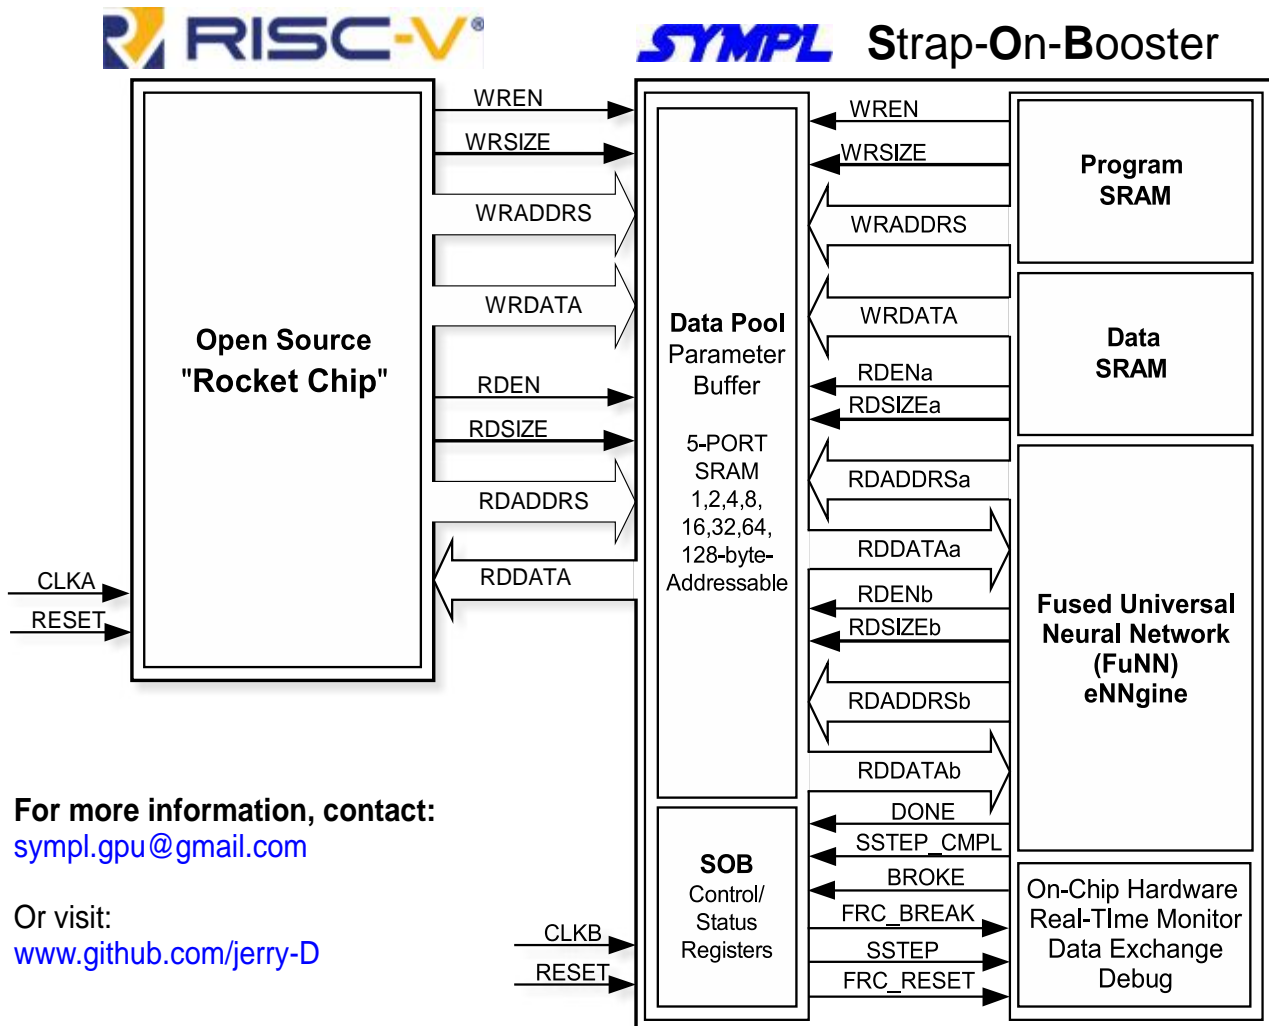 RISC-V®
SYMPL Strap-On-Booster
Open Source
"Rocket Chip"
CLKA
RESET
WREN
WRSIZE
WRADDRS
WRDATA
RDEN
RDSIZE
RDADDRS
RDDATA
Data Pool
Parameter
Buffer
5-PORT
SRAM
1,2,4,8,
16,32,64,
128-byte-
Addressable
SOB
Control/
Status
Registers
CLKB
RESET
WREN
WRSIZE
WRADDRS
WRDATA
RDENa
RDSIZEa
RDADDRSa
RDDATAa
RDENb
RDSIZEb
RDADDRSb
RDDATAb
DONE
SSTEP_CMPL
BROKE
FRC_BREAK
SSTEP
FRC_RESET
Program
SRAM
Data
SRAM
Fused Universal
Neural Network
(FuNN)
eNNgine
On-Chip Hardware
Real-TIme Monitor
Data Exchange
Debug
For more information, contact:
sympl.gpu@gmail.com
Or visit:
www.github.com/jerry-D